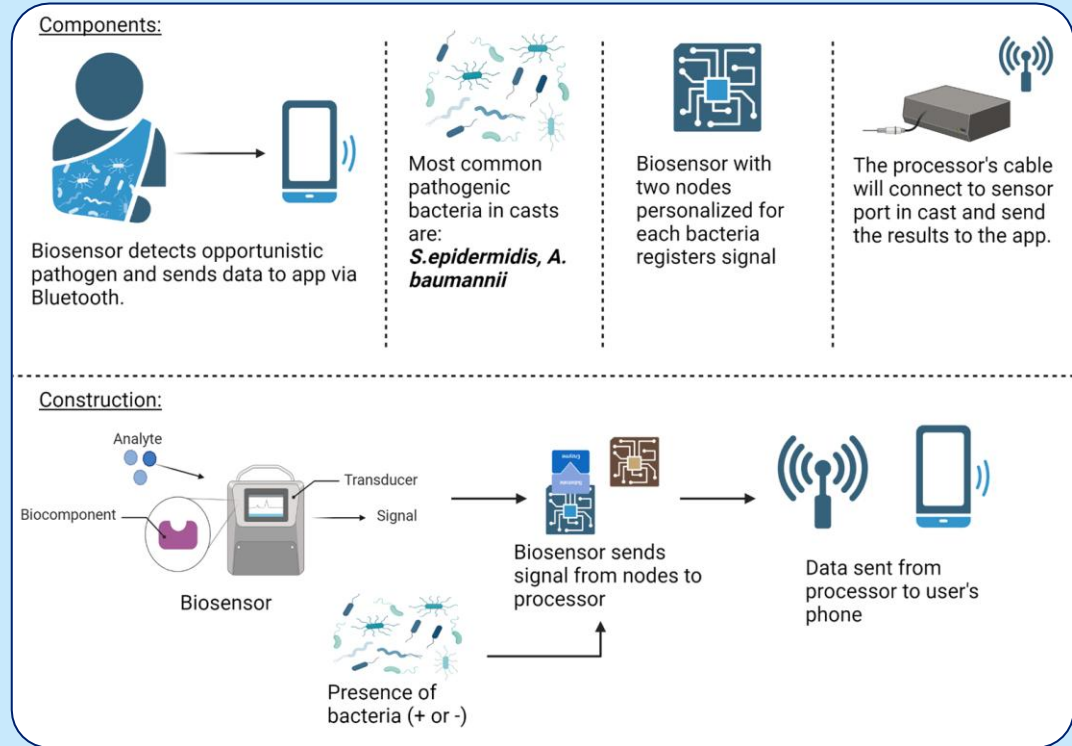 Components:
Biosensor detects opportunistic
pathogen and sends data to app via
Bluetooth.
Most common
pathogenic
bacteria in casts
are:
S.epidermidis, A.
baumannii
Biosensor with
two nodes
personalized for
each bacteria
registers signal
The processor's cable
will connect to sensor
port in cast and send
the results to the app.
Construction:
Analyte
Biocomponent
Transducer
Signal
Biosensor
Enzyme
Substrate
Biosensor sends
signal from nodes to
processor
Presence of
bacteria (+ or -)
Data sent from
processor to user's
phone